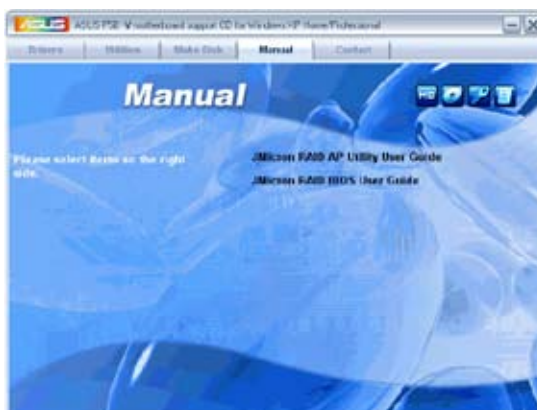 ASUS
ASUS P5B-V motherboard support CD for Windows XP Home/Professional
Drivers
Utilities
Make Disk
Manual
Contact
Manual
Please select items on the right
side.
JMicron RAID AP Utility User Guide
JMicron RAID BIOS User Guide